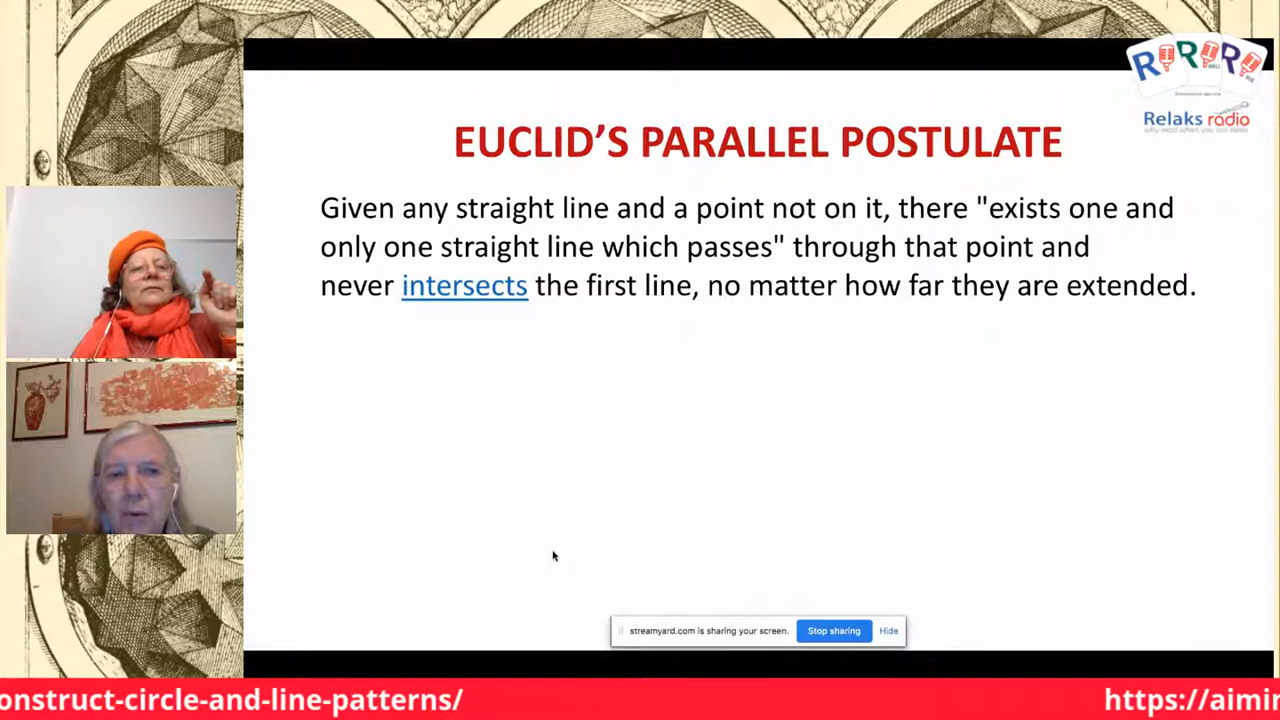 EUCLID'S PARALLEL POSTULATE
Given any straight line and a point not on it, there "exists one and
only one straight line which passes" through that point and
never intersects the first line, no matter how far they are extended.
Relaks radio
streamyard.com is sharing your screen. Stop sharing Hide
onstruct-circle-and-line-patterns/ https://aimin